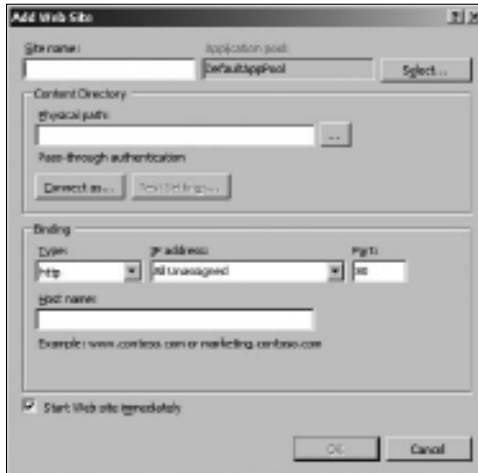 Add Web Site
Site name: Application pool:
DefaultAppPool Select...
Content Directory
Physical path:
...
Pass-through authentication
Connect as... Test Settings...
Binding
Type: IP address: Port:
http All Unassigned 80
Host name:
Example: www.contoso.com or marketing.contoso.com
Start Web site immediately
OK Cancel